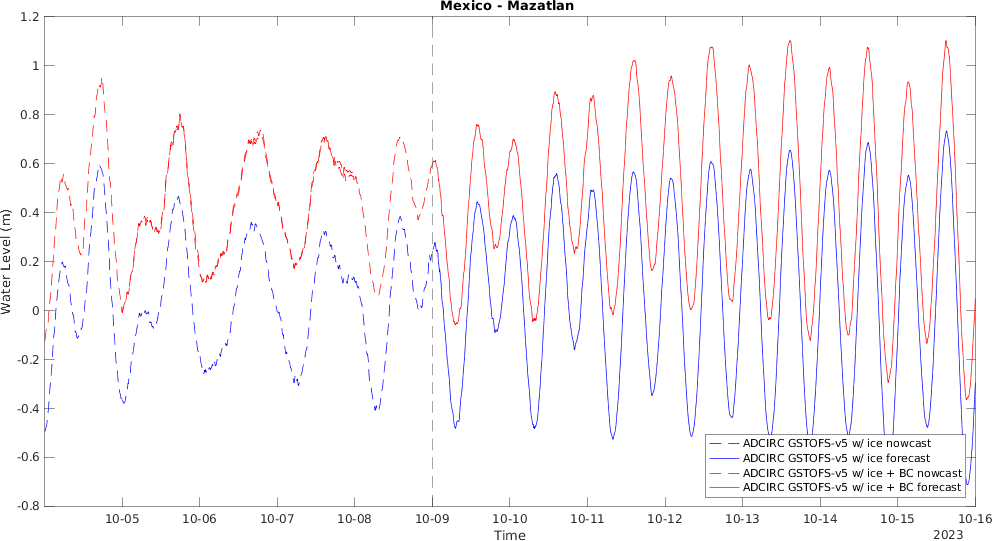 Mexico - Mazatlan
1.2
1
0.8
0.6
0.4
0.2
0
-0.2
-0.4
-0.6
-0.8
Water Level (m)
ADCIRC GSTOFS-v5 w/ ice nowcast
ADCIRC GSTOFS-v5 w/ ice forecast
ADCIRC GSTOFS-v5 w/ ice + BC nowcast
ADCIRC GSTOFS-v5 w/ ice + BC forecast
10-05 10-06 10-07 10-08 10-09 10-10 10-11 10-12 10-13 10-14 10-15 10-16
Time
2023